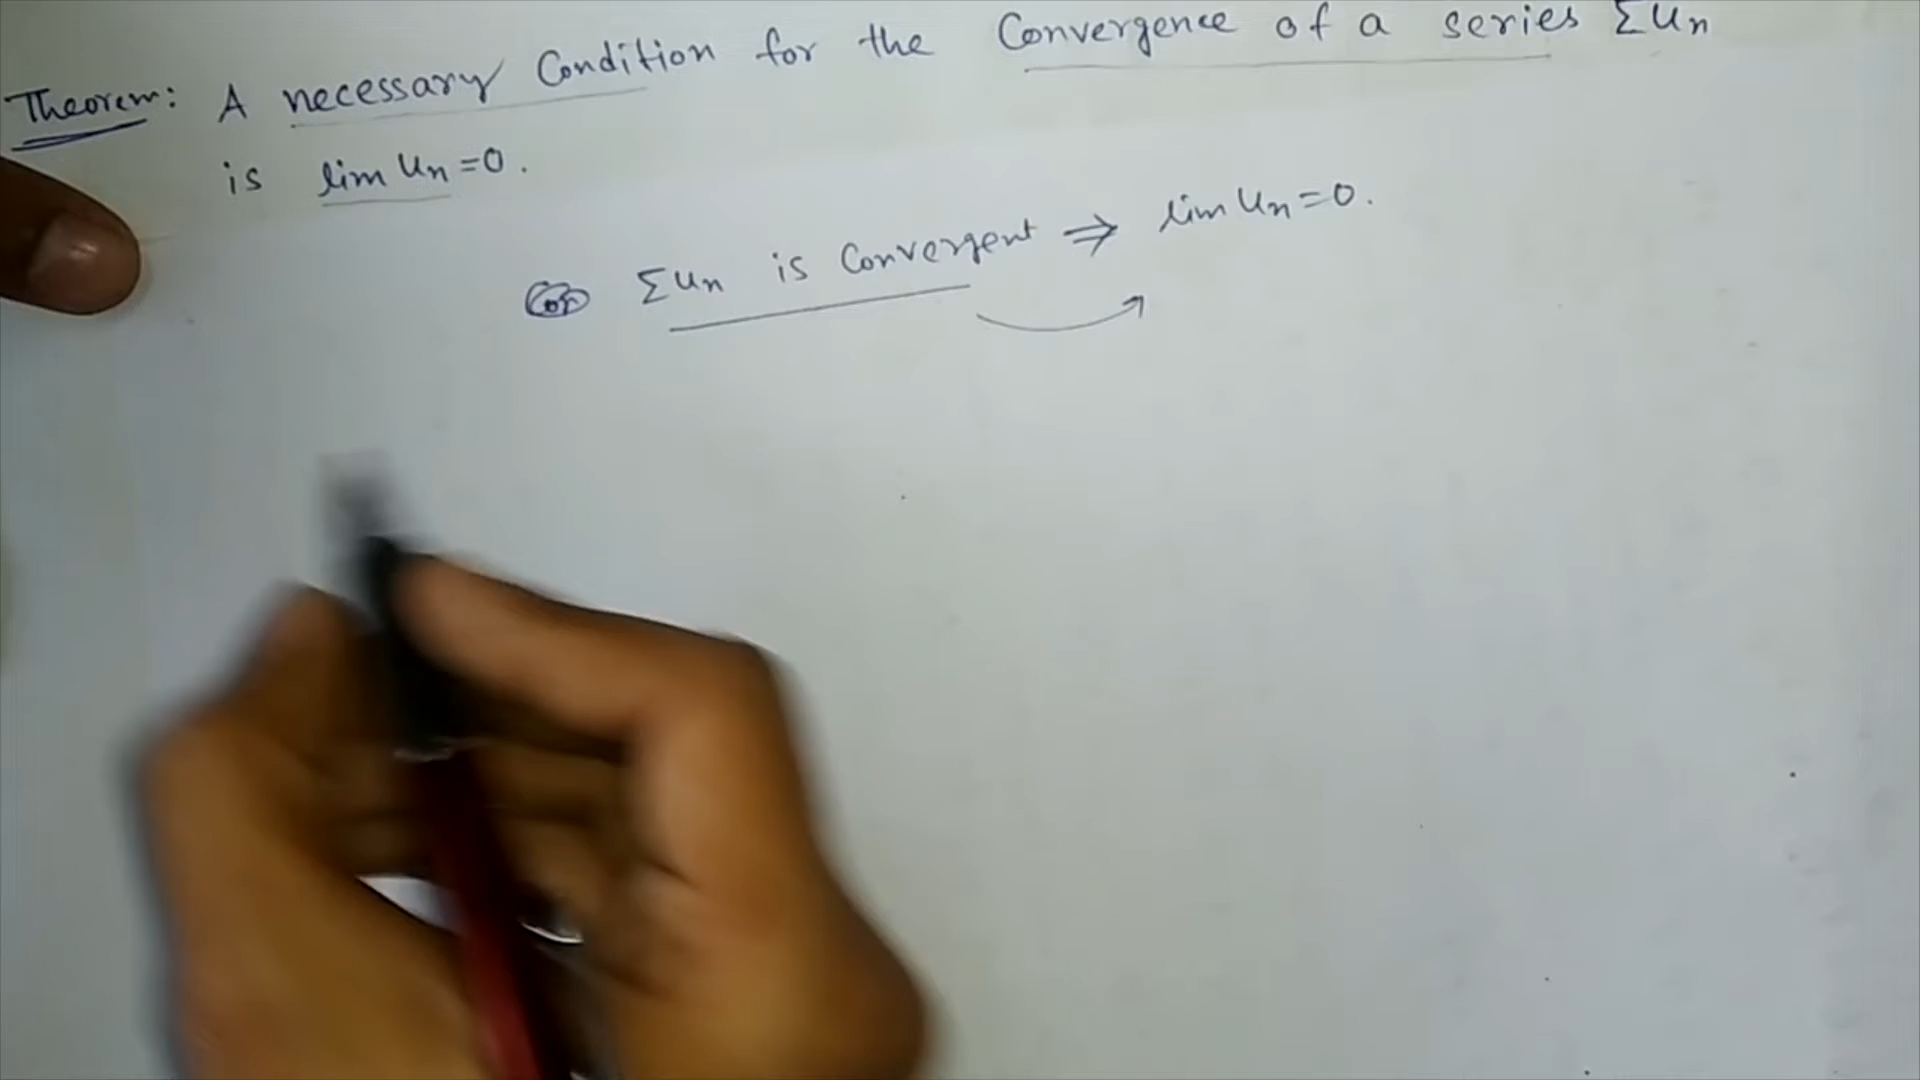 Theorem: A necessary Condition for the Convergence of a series Σun
is lim un = 0.
(or) Σun is Convergent ⇒ lim un = 0.